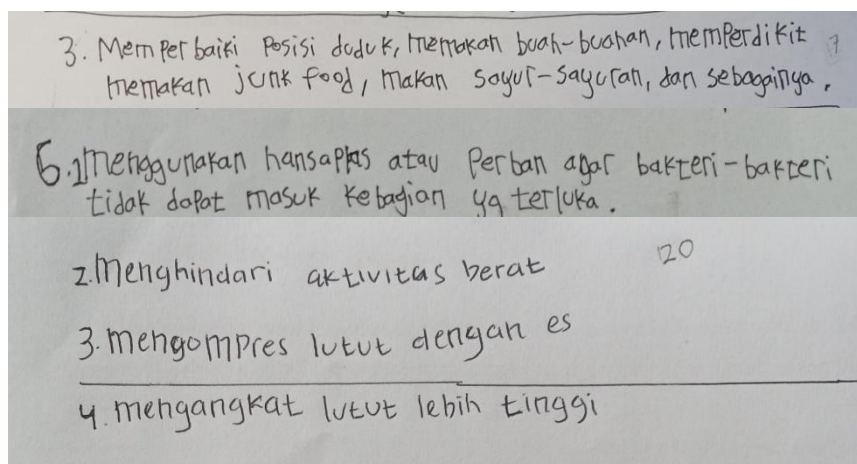 3. Memperbaiki Posisi duduk, memakan buah-buahan, memperdikit 7
memakan junk food, makan sayur-sayuran, dan sebagainya.
6.1 menggunakan hansaplas atau Perban agar bakteri-bakteri
tidak dapat masuk kebagian yg terluka.
2. Menghindari aktivitas berat 20
3. mengompres lutut dengan es
4. mengangkat lutut lebih tinggi